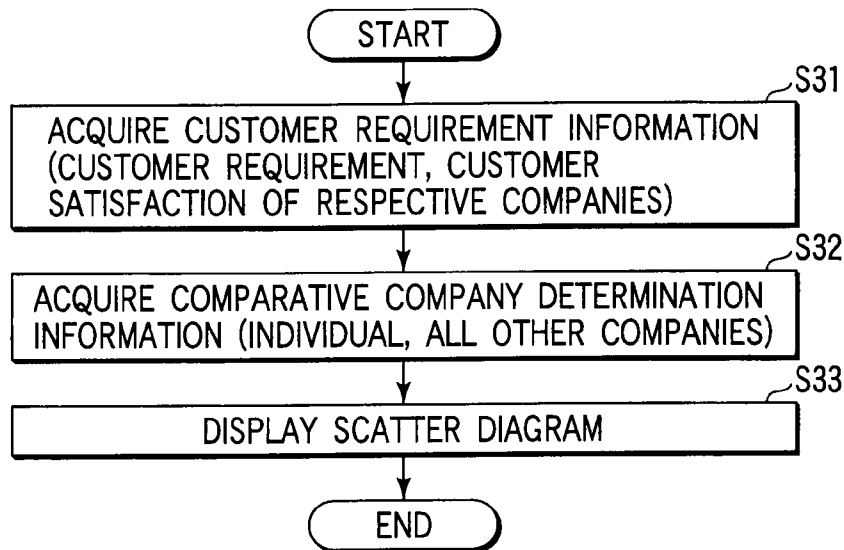 START
S31
ACQUIRE CUSTOMER REQUIREMENT INFORMATION
(CUSTOMER REQUIREMENT, CUSTOMER
SATISFACTION OF RESPECTIVE COMPANIES)
S32
ACQUIRE COMPARATIVE COMPANY DETERMINATION
INFORMATION (INDIVIDUAL, ALL OTHER COMPANIES)
S33
DISPLAY SCATTER DIAGRAM
END